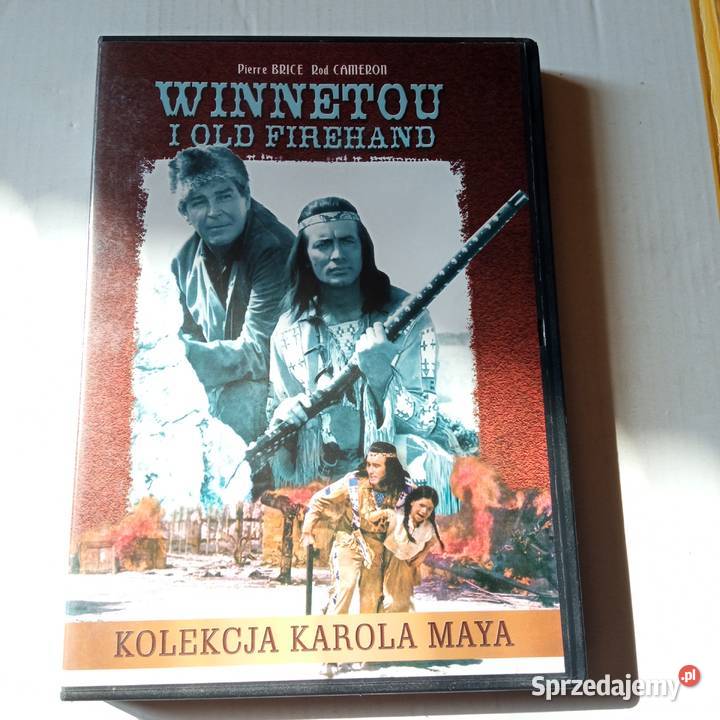 Pierre BRICE Rod CAMERON
WINNETOU
I OLD FIREHAND
KOLEKCJA KAROLA MAYA
Sprzedajemy.pl